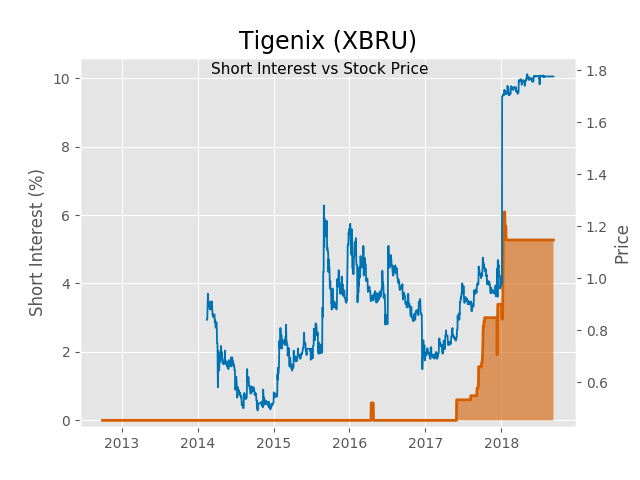 Tigenix (XBRU)
Short Interest vs Stock Price
Short Interest (%)
10
8
6
4
2
0
1.8
1.6
1.4
1.2
1.0
0.8
0.6
Price
2013 2014 2015 2016 2017 2018